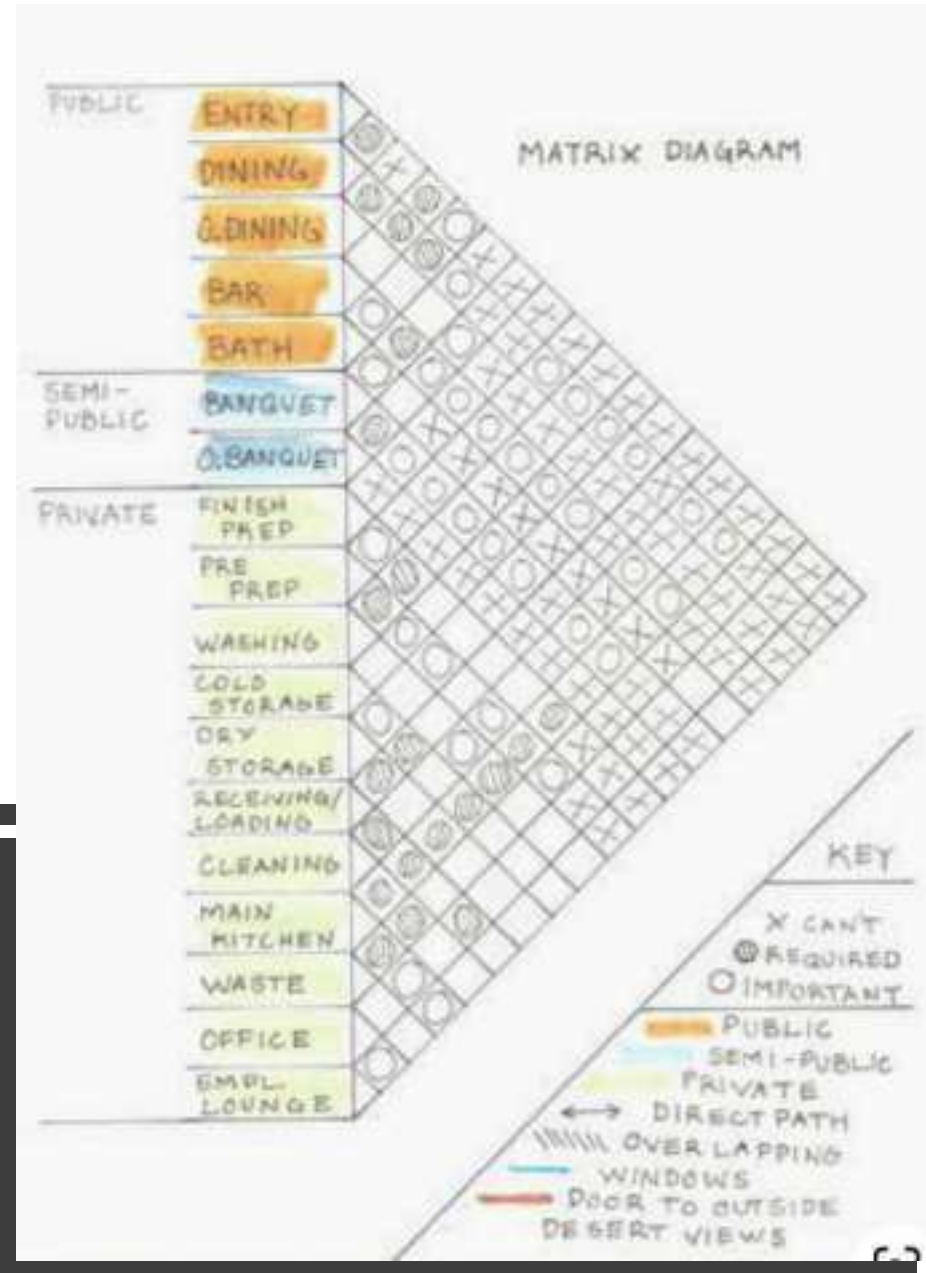 MATRIX DIAGRAM
PUBLIC
ENTRY
DINING
O.DINING
BAR
BATH
SEMI-
PUBLIC
BANQUET
O.BANQUET
PRIVATE
FINISH
PREP
PRE
PREP
WASHING
COLD
STORAGE
DRY
STORAGE
RECEIVING/
LOADING
CLEANING
MAIN
KITCHEN
WASTE
OFFICE
EMPL.
LOUNGE
KEY
X CAN'T
REQUIRED
IMPORTANT
PUBLIC
SEMI-PUBLIC
PRIVATE
DIRECT PATH
OVERLAPPING
WINDOWS
DOOR TO OUTSIDE
DESERT VIEWS